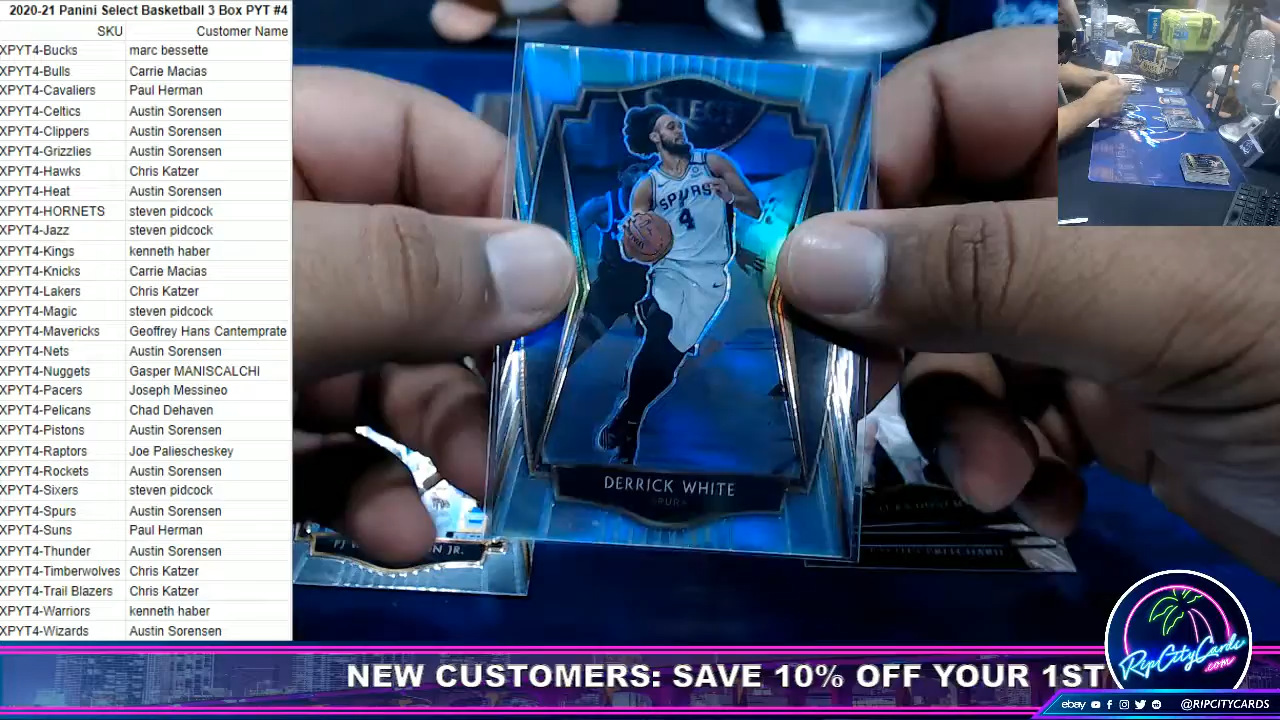 2020-21 Panini Select Basketball 3 Box PYT #4
SKU Customer Name
XPYT4-Bucks marc bessette
XPYT4-Bulls Carrie Macias
XPYT4-Cavaliers Paul Herman
XPYT4-Celtics Austin Sorensen
XPYT4-Clippers Austin Sorensen
XPYT4-Grizzlies Austin Sorensen
XPYT4-Hawks Chris Katzer
XPYT4-Heat Austin Sorensen
XPYT4-HORNETS steven pidcock
XPYT4-Jazz steven pidcock
XPYT4-Kings kenneth haber
XPYT4-Knicks Carrie Macias
XPYT4-Lakers Chris Katzer
XPYT4-Magic steven pidcock
XPYT4-Mavericks Geoffrey Hans Cantemprate
XPYT4-Nets Austin Sorensen
XPYT4-Nuggets Gasper MANISCALCHI
XPYT4-Pacers Joseph Messineo
XPYT4-Pelicans Chad Dehaven
XPYT4-Pistons Austin Sorensen
XPYT4-Raptors Joe Paliescheskey
XPYT4-Rockets Austin Sorensen
XPYT4-Sixers steven pidcock
XPYT4-Spurs Austin Sorensen
XPYT4-Suns Paul Herman
XPYT4-Thunder Austin Sorensen
XPYT4-Timberwolves Chris Katzer
XPYT4-Trail Blazers Chris Katzer
XPYT4-Warriors kenneth haber
XPYT4-Wizards Austin Sorensen
SELECT
SPURS
4
DERRICK WHITE
SPURS
PJ
JR.
NEW CUSTOMERS: SAVE 10% OFF YOUR 1ST
RipCityCards
.com
ebay
@RIPCITYCARDS